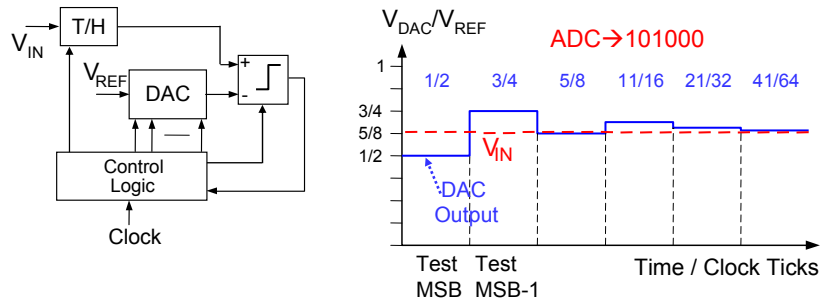 T/H
V_IN
V_REF
DAC
+
-
Control
Logic
Clock
V_DAC/V_REF
ADC→101000
1
1/2 3/4 5/8 11/16 21/32 41/64
3/4
5/8
1/2
V_IN
DAC
Output
Test
MSB
Test
MSB-1
Time / Clock Ticks